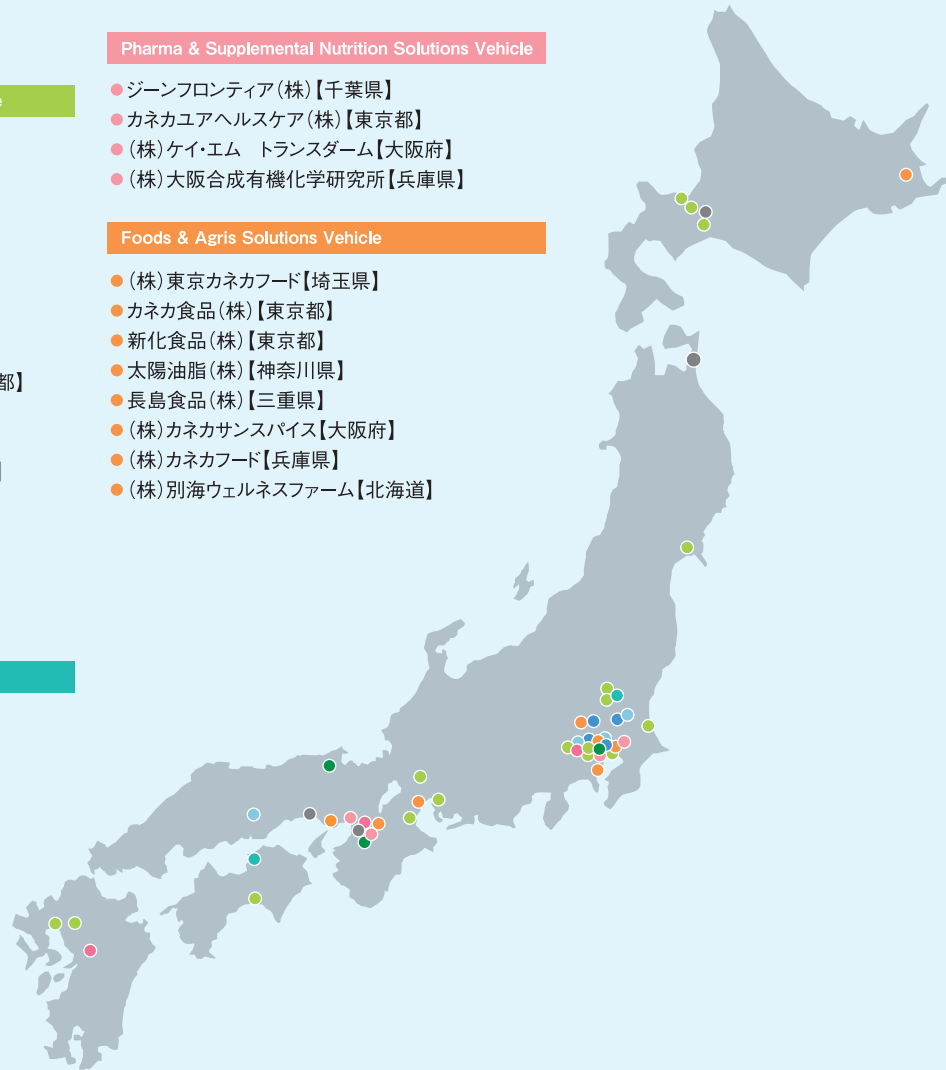 e
都】
】
Pharma & Supplemental Nutrition Solutions Vehicle
ジーンフロンティア(株)【千葉県】
カネカユアヘルスケア(株)【東京都】
(株)ケイ・エム　トランスダーム【大阪府】
(株)大阪合成有機化学研究所【兵庫県】
Foods & Agris Solutions Vehicle
(株)東京カネカフード【埼玉県】
カネカ食品(株)【東京都】
新化食品(株)【東京都】
太陽油脂(株)【神奈川県】
長島食品(株)【三重県】
(株)カネカサンスパイス【大阪府】
(株)カネカフード【兵庫県】
(株)別海ウェルネスファーム【北海道】